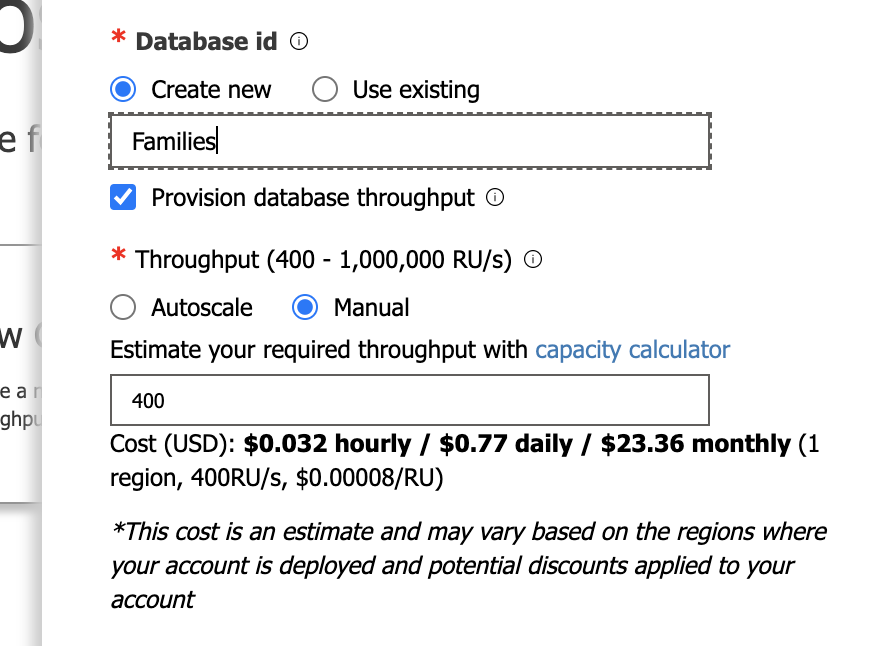 * Database id
Create new Use existing
Families
Provision database throughput
* Throughput (400 - 1,000,000 RU/s)
Autoscale Manual
Estimate your required throughput with capacity calculator
400
Cost (USD): $0.032 hourly / $0.77 daily / $23.36 monthly (1
region, 400RU/s, $0.00008/RU)
*This cost is an estimate and may vary based on the regions where
your account is deployed and potential discounts applied to your
account